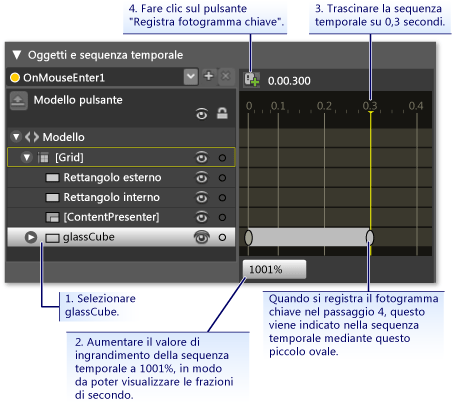 4. Fare clic sul pulsante
"Registra fotogramma chiave".
3. Trascinare la sequenza
temporale su 0,3 secondi.
Oggetti e sequenza temporale
OnMouseEnter1
0.00.300
Modello pulsante
0 0.1 0.2 0.3 0.4
Modello
[Grid]
Rettangolo esterno
Rettangolo interno
[ContentPresenter]
glassCube
1001%
1. Selezionare
glassCube.
2. Aumentare il valore di
ingrandimento della sequenza
temporale a 1001%, in modo
da poter visualizzare le frazioni
di secondo.
Quando si registra il fotogramma
chiave nel passaggio 4, questo
viene indicato nella sequenza
temporale mediante questo
piccolo ovale.